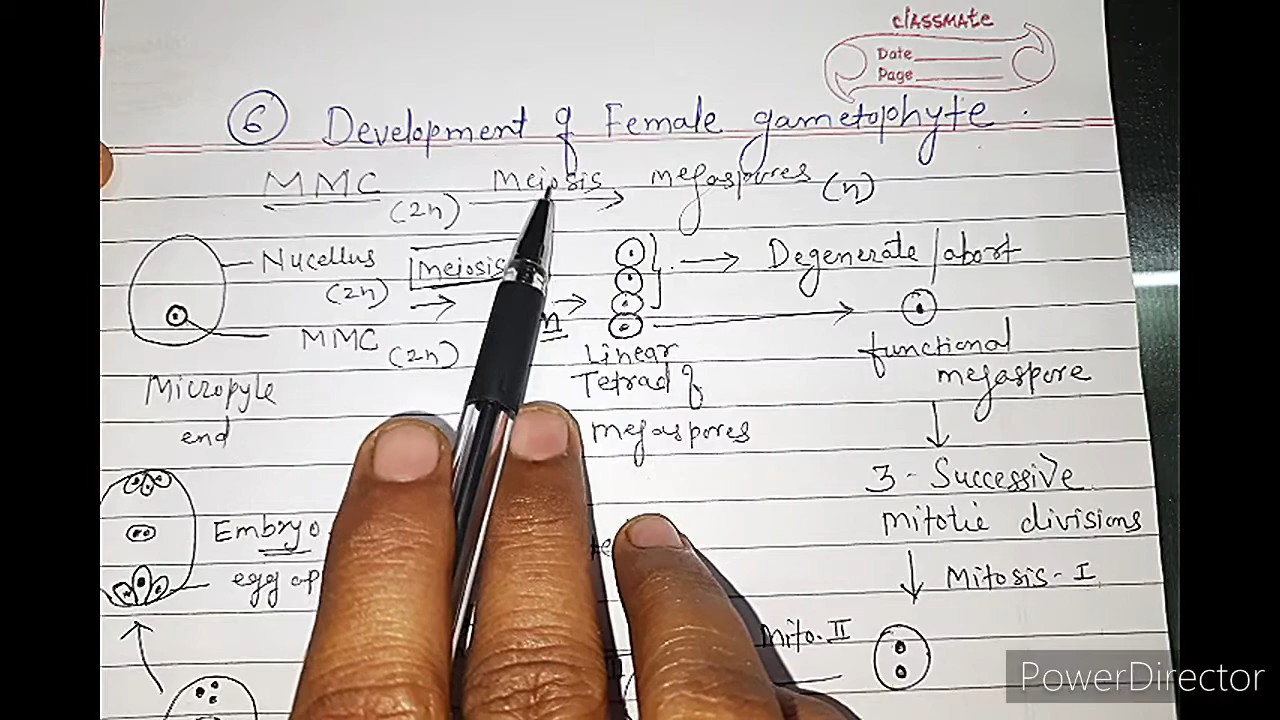 classmate
Date
Page
⑥ Development of Female gametophyte.
MMC (2n) Meiosis megaspores (n)
Nucellus (2n)
Meiosis
Degenerate/abort
MMC (2n)
n
Linear Tetrad of megaspores
functional megaspore
Micropyle end
3 - Successive
mitotic divisions
Mitosis - I
Embryo
egg ap
Mito. II
PowerDirector